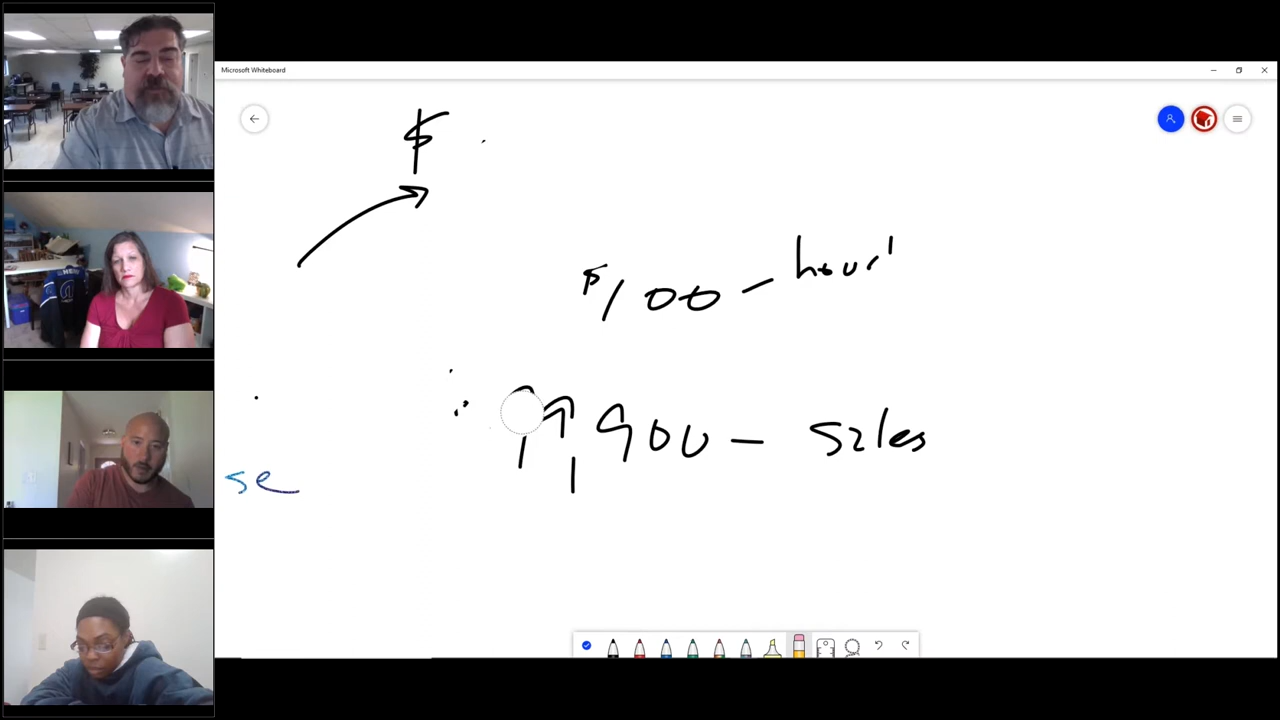 Microsoft Whiteboard
$
$100 - hour
900 - sales
se